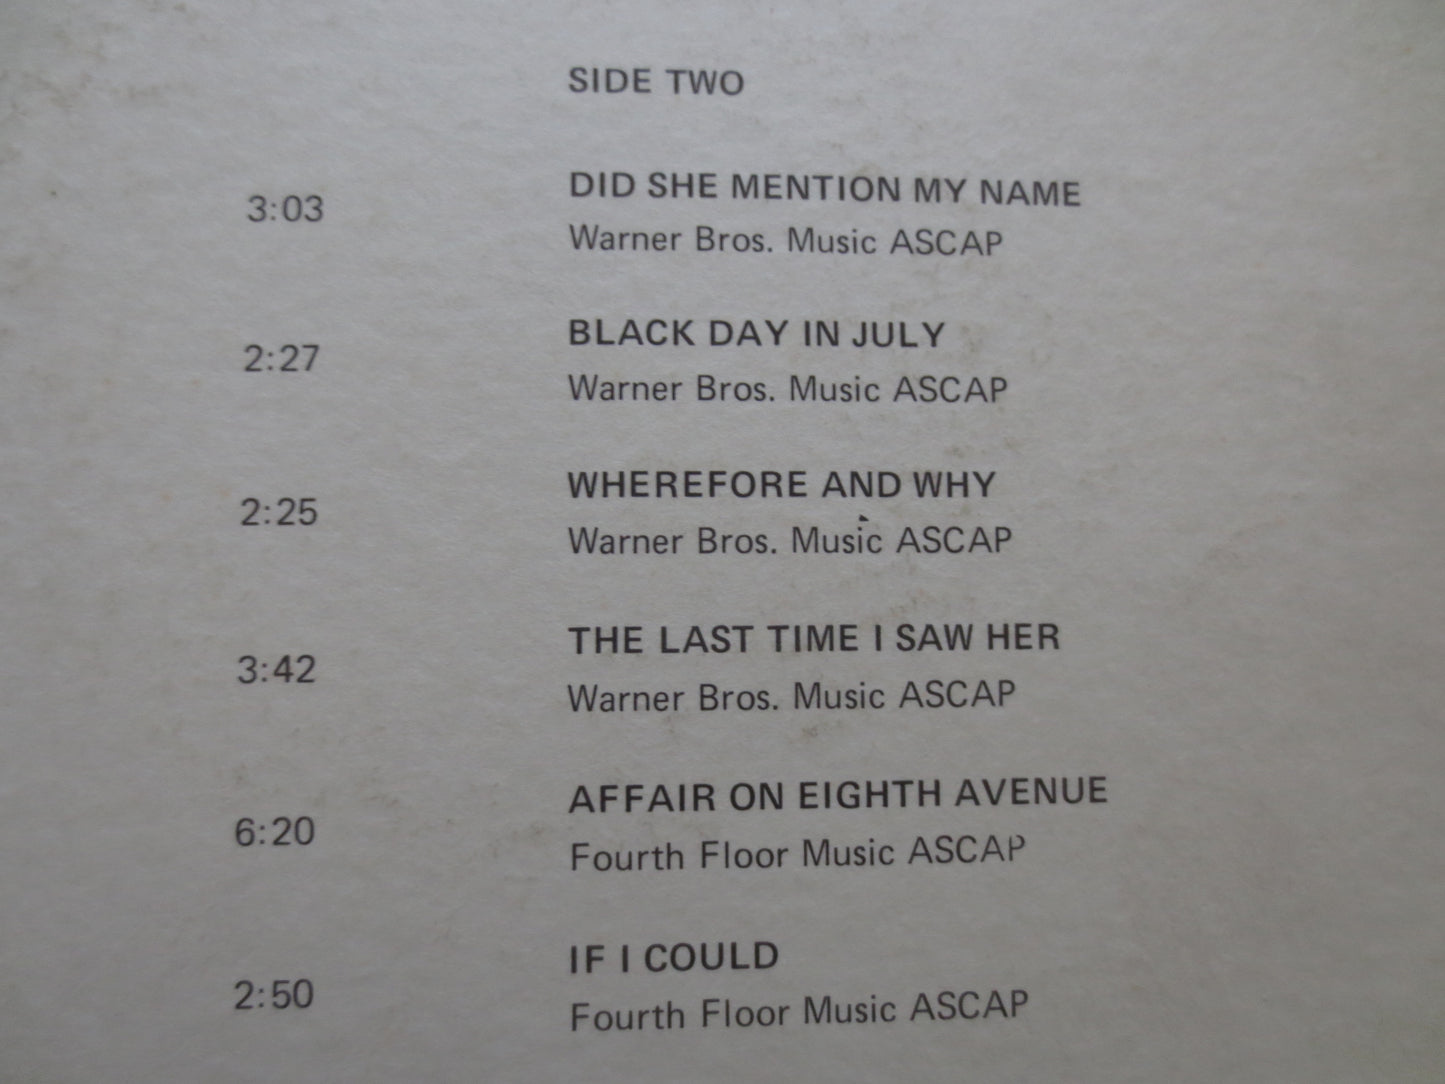 3:03
2:27
2:25
3:42
6:20
2:50
SIDE TWO
DID SHE MENTION MY NAME
Warner Bros. Music ASCAP
BLACK DAY IN JULY
Warner Bros. Music ASCAP
WHEREFORE AND WHY
Warner Bros. Music ASCAP
THE LAST TIME I SAW HER
Warner Bros. Music ASCAP
AFFAIR ON EIGHTH AVENUE
Fourth Floor Music ASCAP
IF I COULD
Fourth Floor Music ASCAP